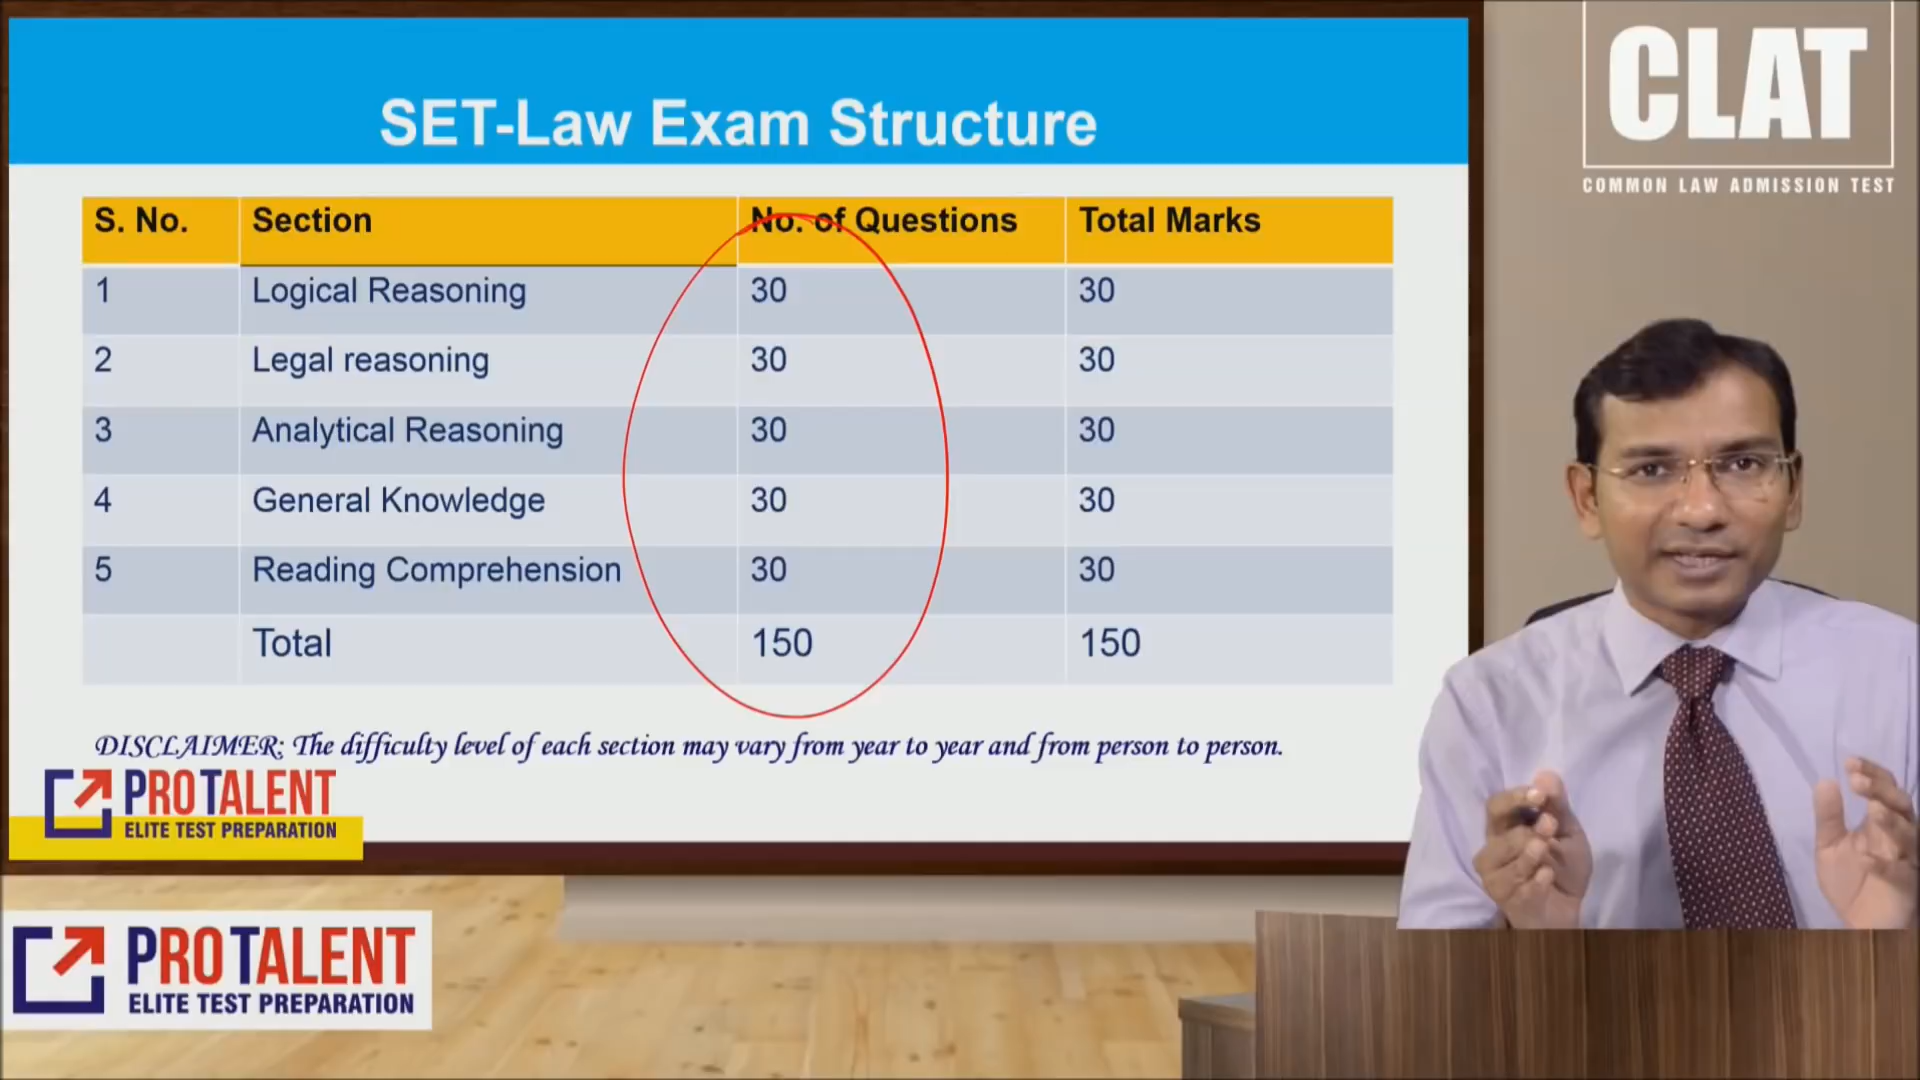 SET-Law Exam Structure
S. No. Section No. of Questions Total Marks
1 Logical Reasoning 30 30
2 Legal reasoning 30 30
3 Analytical Reasoning 30 30
4 General Knowledge 30 30
5 Reading Comprehension 30 30
Total 150 150
DISCLAIMER: The difficulty level of each section may vary from year to year and from person to person.
PROTALENT
ELITE TEST PREPARATION
PROTALENT
ELITE TEST PREPARATION
CLAT
COMMON LAW ADMISSION TEST